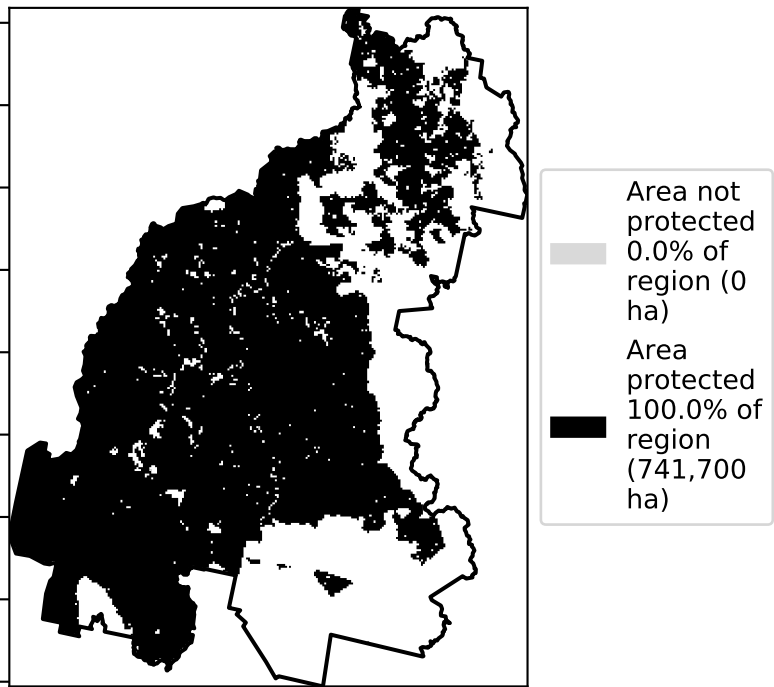 Area not
protected
0.0% of
region (0
ha)
Area
protected
100.0% of
region
(741,700
ha)